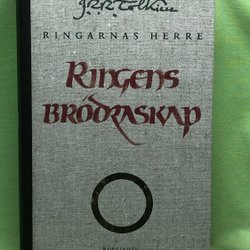 J.R.R. Tolkien
RINGARNAS HERRE
RINGENS
BRÖDRASKAP